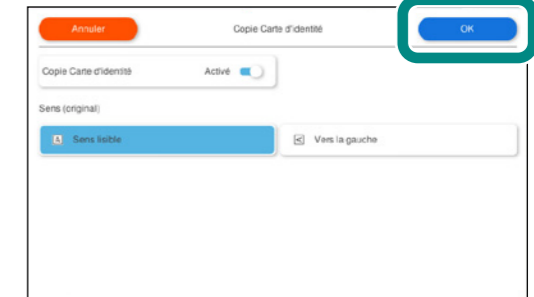 Annuler Copie Carte d'identité OK
Copie Carte d'identité Activé
Sens (original)
Sens lisible Vers la gauche